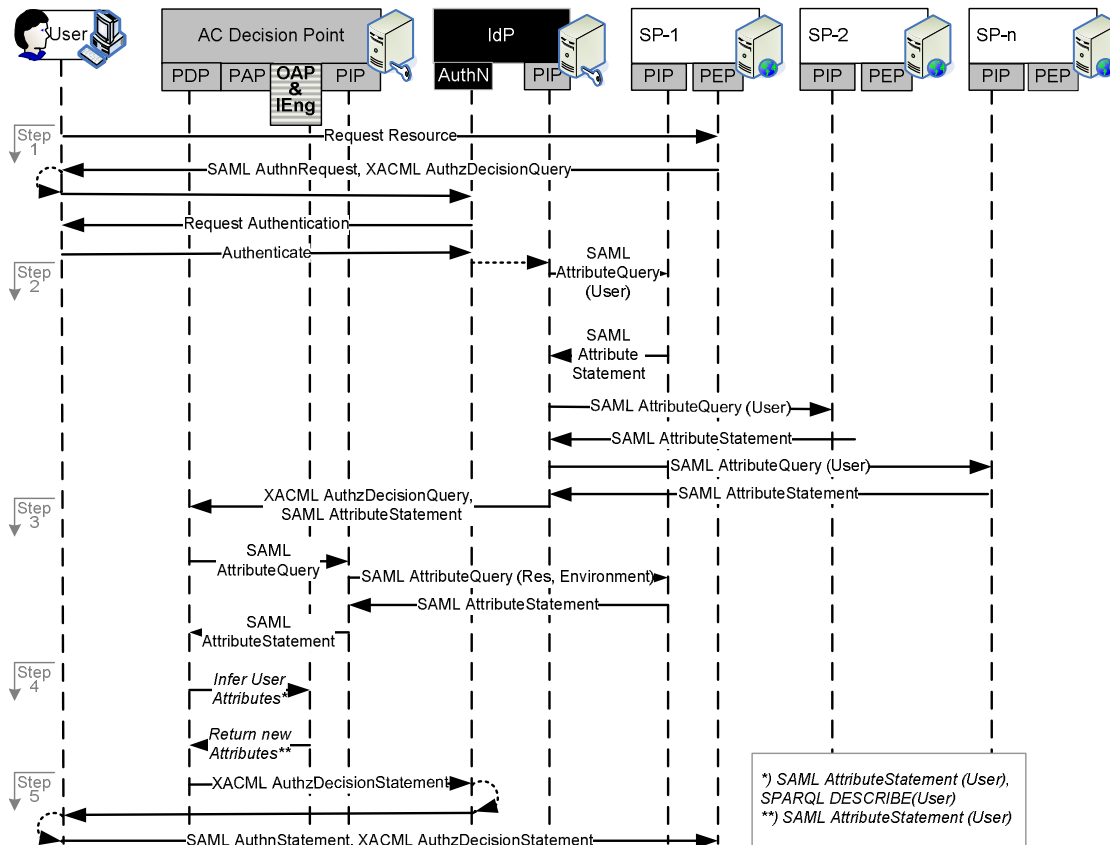 User
AC Decision Point
IdP
SP-1
SP-2
SP-n
PDP
PAP
OAP
&
IEng
PIP
AuthN
PIP
PIP
PEP
PIP
PEP
PIP
PEP
Step
1
Request Resource
SAML AuthnRequest, XACML AuthzDecisionQuery
Request Authentication
Authenticate
Step
2
SAML
AttributeQuery
(User)
SAML
Attribute
Statement
SAML AttributeQuery (User)
SAML AttributeStatement
SAML AttributeQuery (User)
SAML AttributeStatement
Step
3
XACML AuthzDecisionQuery,
SAML AttributeStatement
SAML
AttributeQuery
SAML AttributeQuery (Res, Environment)
SAML AttributeStatement
SAML
AttributeStatement
Step
4
Infer User
Attributes*
Return new
Attributes**
Step
5
XACML AuthzDecisionStatement
SAML AuthnStatement, XACML AuthzDecisionStatement
*) SAML AttributeStatement (User),
SPARQL DESCRIBE(User)
**) SAML AttributeStatement (User)